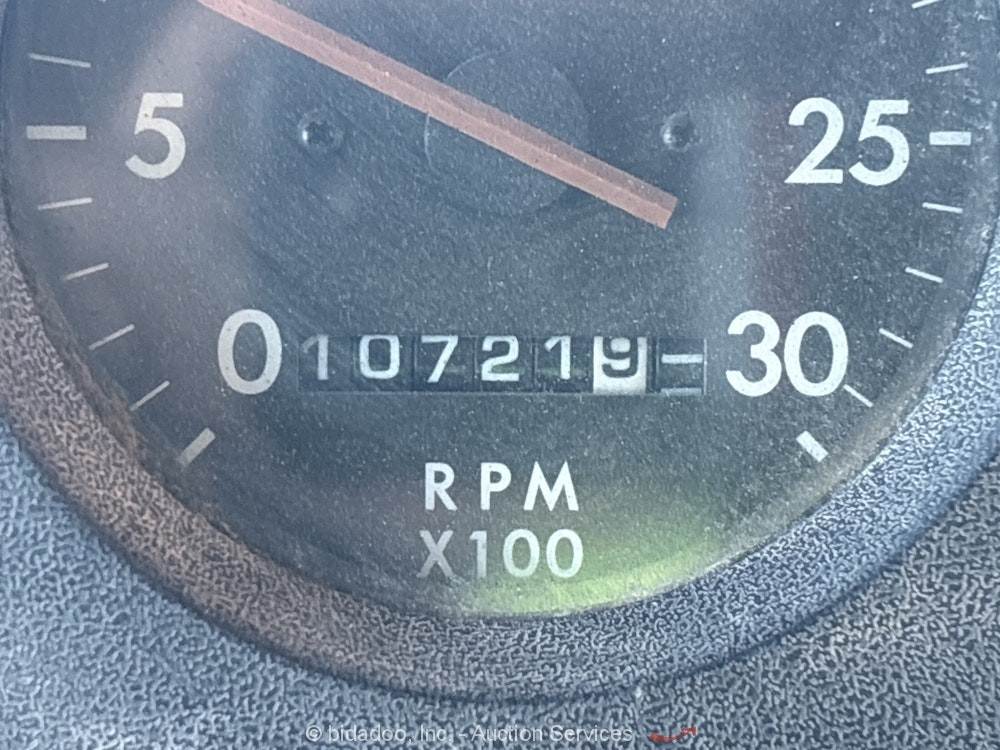 5 25
0 107219 30
RPM
X100
© bidadoo, Inc. - Auction Services